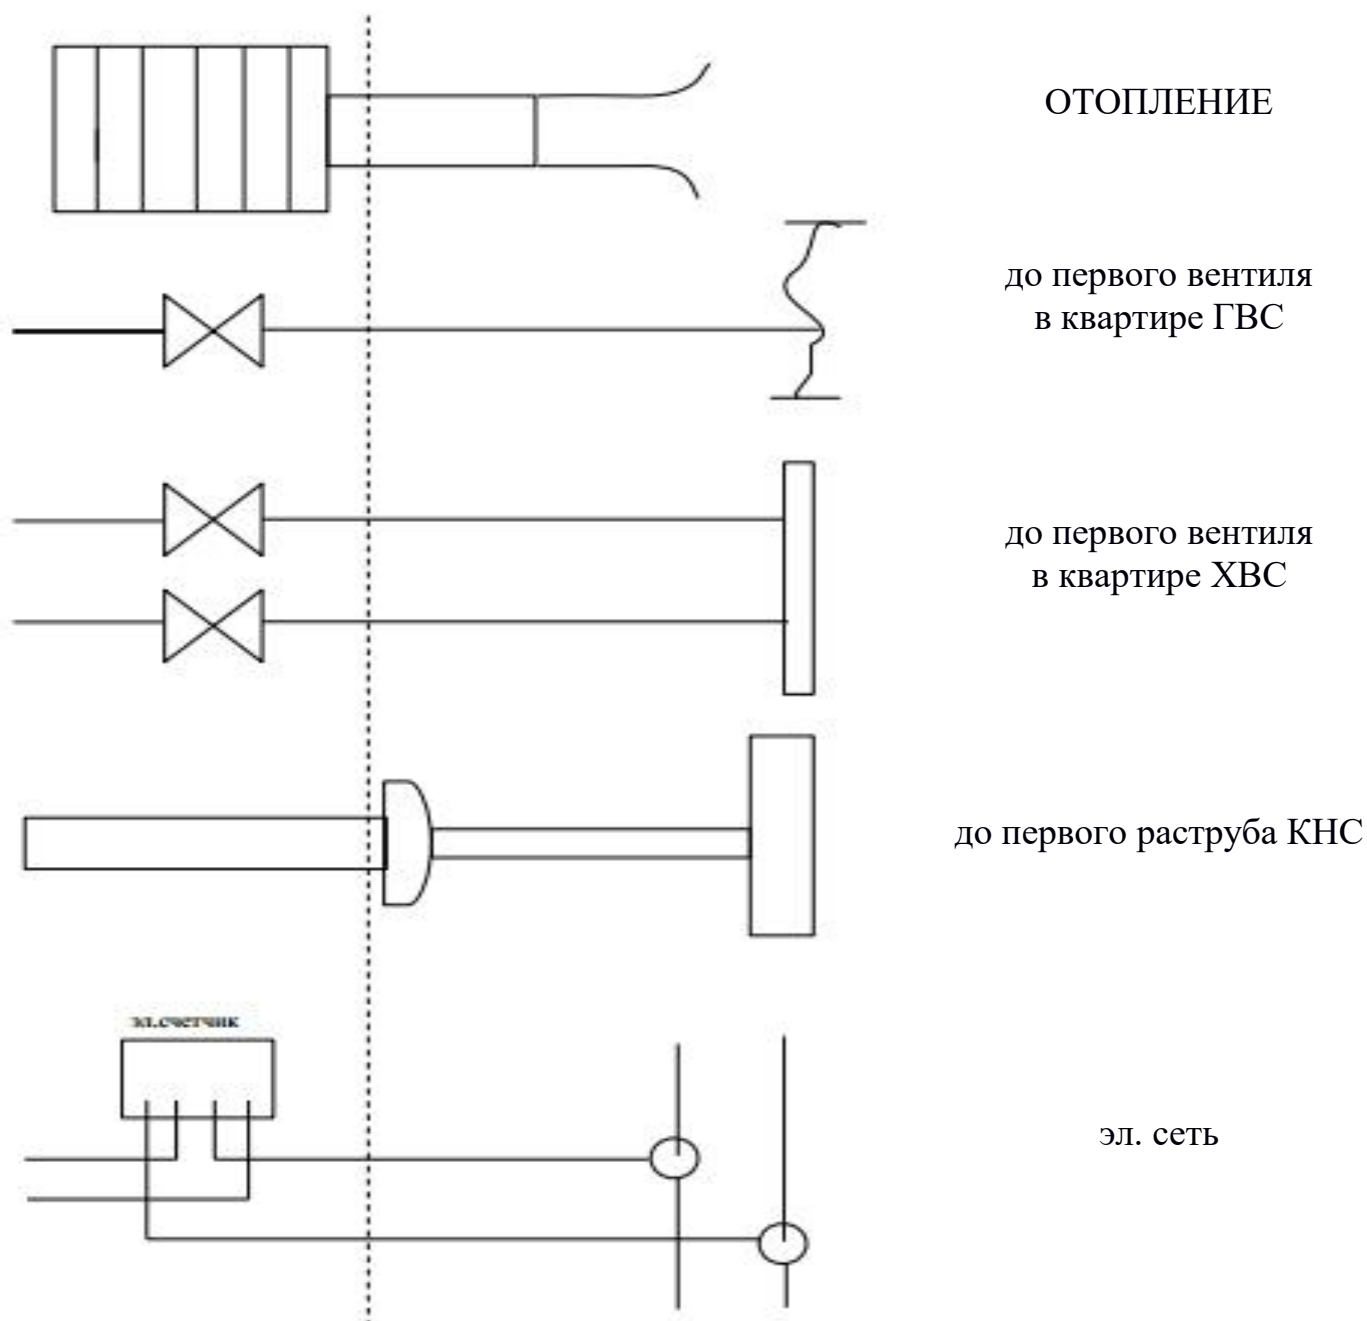 ОТОПЛЕНИЕ
до первого вентиля
в квартире ГВС
до первого вентиля
в квартире ХВС
до первого раструба КНС
эл.счетчик
эл. сеть